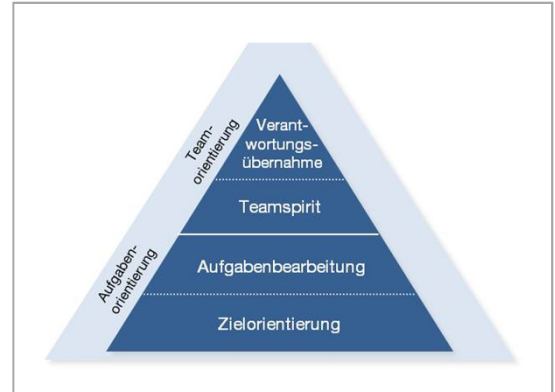 Team-
orientierung
Verant-
wortungs-
übernahme
Teamspirit
Aufgaben-
orientierung
Aufgabenbearbeitung
Zielorientierung